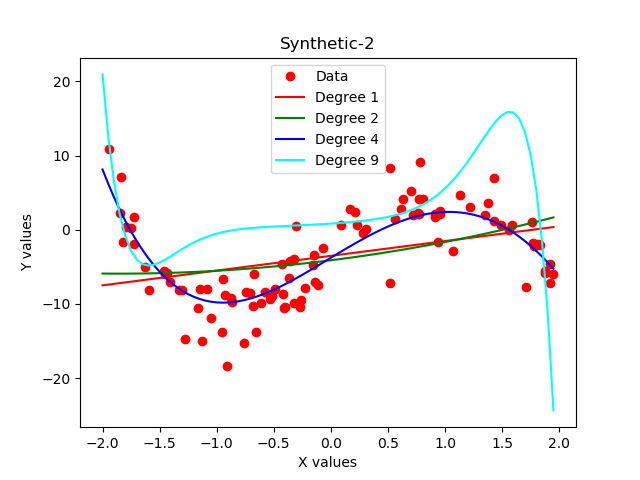 Synthetic-2
Data
Degree 1
Degree 2
Degree 4
Degree 9
Y values
20
10
0
−10
−20
−2.0 −1.5 −1.0 −0.5 0.0 0.5 1.0 1.5 2.0
X values